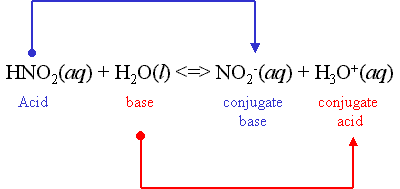 HNO₂(aq) + H₂O(l) <=> NO₂⁻(aq) + H₃O⁺(aq)
Acid base conjugate conjugate
base acid